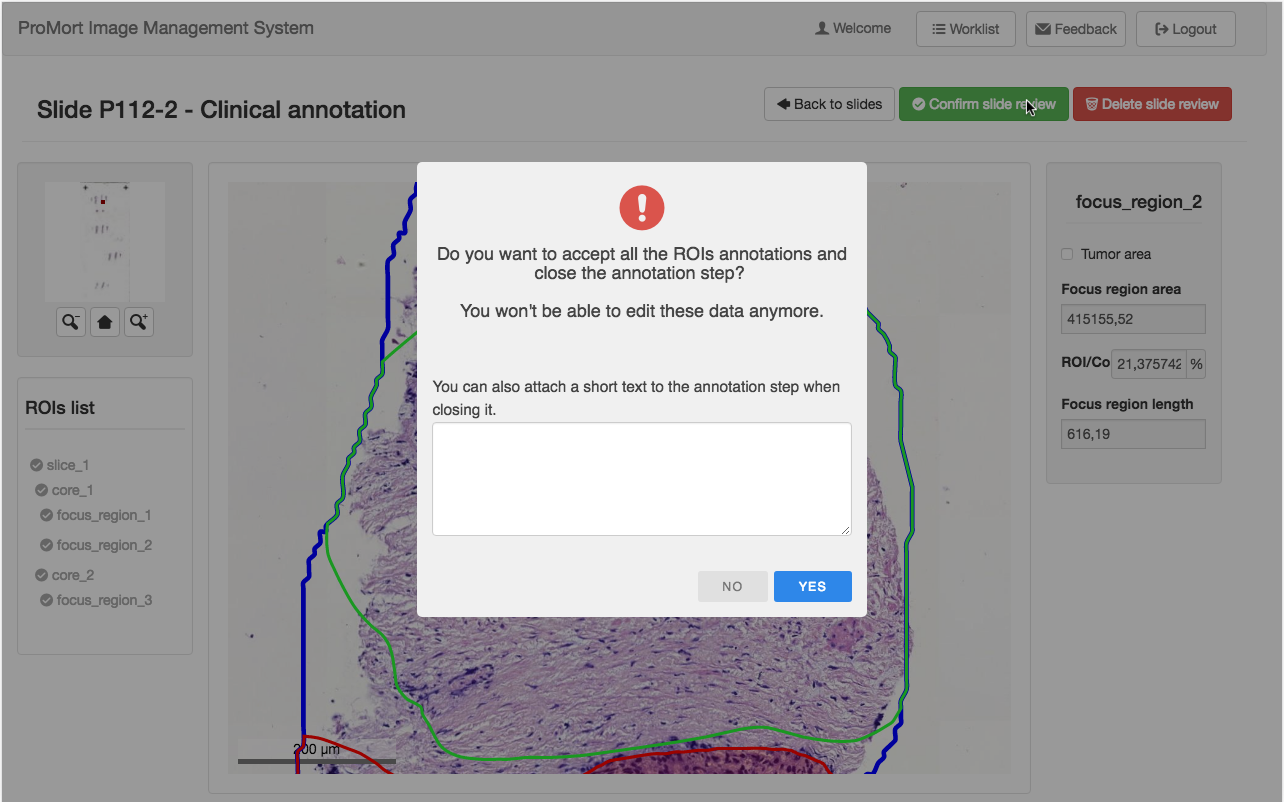 ProMort Image Management System
Welcome
Worklist
Feedback
Logout
Slide P112-2 - Clinical annotation
Back to slides
Confirm slide review
Delete slide review
ROIs list
slice_1
core_1
focus_region_1
focus_region_2
core_2
focus_region_3
200 µm
Do you want to accept all the ROIs annotations and
close the annotation step?
You won't be able to edit these data anymore.
You can also attach a short text to the annotation step when
closing it.
NO
YES
focus_region_2
Tumor area
Focus region area
415155,52
ROI/Co
21,375742
%
Focus region length
616,19